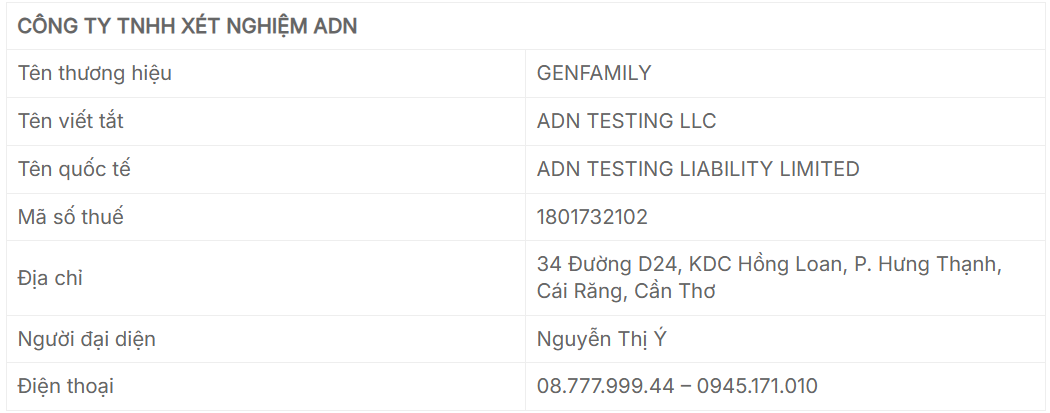 CÔNG TY TNHH XÉT NGHIỆM ADN
Tên thương hiệu GENFAMILY
Tên viết tắt ADN TESTING LLC
Tên quốc tế ADN TESTING LIABILITY LIMITED
Mã số thuế 1801732102
Địa chỉ 34 Đường D24, KDC Hồng Loan, P. Hưng Thạnh,
Cái Răng, Cần Thơ
Người đại diện Nguyễn Thị Ý
Điện thoại 08.777.999.44 – 0945.171.010